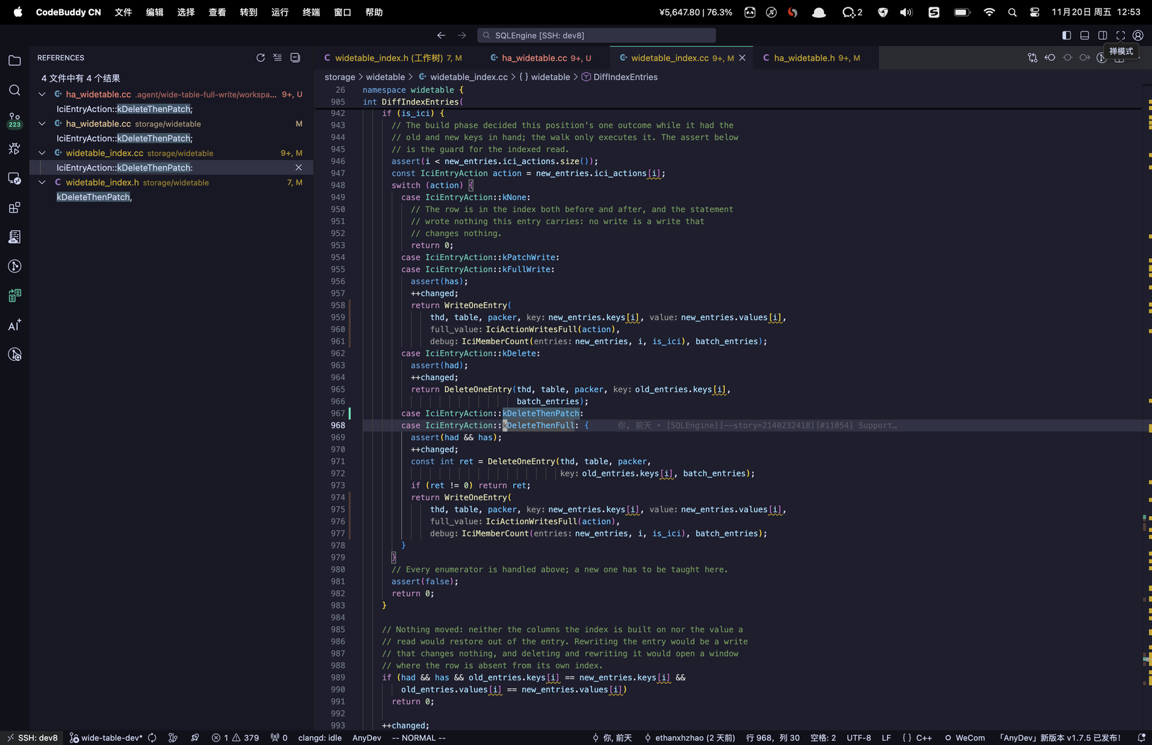 CodeBuddy CN 文件 编辑 选择 查看 转到 运行 终端 窗口 帮助
¥5,647.80 | 76.3% 2 11月20日 周五 12:53
SQLEngine [SSH: dev8]
禅模式
REFERENCES
4 文件中有 4 个结果
ha_widetable.cc .agent/wide-table-full-write/workspa... 9+, U
IciEntryAction::kDeleteThenPatch;
ha_widetable.cc storage/widetable M
IciEntryAction::kDeleteThenPatch;
widetable_index.cc storage/widetable 9+, M
IciEntryAction::kDeleteThenPatch:
widetable_index.h storage/widetable 7, M
kDeleteThenPatch,
223
widetable_index.h (工作树) 7, M
ha_widetable.cc 9+, U
widetable_index.cc 9+, M
ha_widetable.h 9+, M
storage > widetable > widetable_index.cc > {} widetable > DiffIndexEntries
26 namespace widetable {
905 int DiffIndexEntries(
942 if (is_ici) {
943 // The build phase decided this position's one outcome while it had the
944 // old and new keys in hand; the walk only executes it. The assert below
945 // is the guard for the indexed read.
946 assert(i < new_entries.ici_actions.size());
947 const IciEntryAction action = new_entries.ici_actions[i];
948 switch (action) {
949 case IciEntryAction::kNone:
950 // The row is in the index both before and after, and the statement
951 // wrote nothing this entry carries: no write is a write that
952 // changes nothing.
953 return 0;
954 case IciEntryAction::kPatchWrite:
955 case IciEntryAction::kFullWrite:
956 assert(has);
957 ++changed;
958 return WriteOneEntry(
959 thd, table, packer, key: new_entries.keys[i], value: new_entries.values[i],
960 full_value: IciActionWritesFull(action),
961 debug: IciMemberCount(entries: new_entries, i, is_ici), batch_entries);
962 case IciEntryAction::kDelete:
963 assert(had);
964 ++changed;
965 return DeleteOneEntry(thd, table, packer, key: old_entries.keys[i],
966 batch_entries);
967 case IciEntryAction::kDeleteThenPatch:
968 case IciEntryAction::kDeleteThenFull: { 你, 前天 • [SQLEngine][--story=2140232418][#11054] Support…
969 assert(had && has);
970 ++changed;
971 const int ret = DeleteOneEntry(thd, table, packer,
972 key: old_entries.keys[i], batch_entries);
973 if (ret != 0) return ret;
974 return WriteOneEntry(
975 thd, table, packer, key: new_entries.keys[i], value: new_entries.values[i],
976 full_value: IciActionWritesFull(action),
977 debug: IciMemberCount(entries: new_entries, i, is_ici), batch_entries);
978 }
979 }
980 // Every enumerator is handled above; a new one has to be taught here.
981 assert(false);
982 return 0;
983 }
984
985 // Nothing moved: neither the columns the index is built on nor the value a
986 // read would restore out of the entry. Rewriting the entry would be a write
987 // that changes nothing, and deleting and rewriting it would open a window
988 // where the row is absent from its own index.
989 if (had && has && old_entries.keys[i] == new_entries.keys[i] &&
990 old_entries.values[i] == new_entries.values[i])
991 return 0;
992
993 ++changed;
SSH: dev8 wide-table-dev* 1 379 0 clangd: idle AnyDev -- NORMAL -- 你, 前天 ethanxhzhao (2 天前) 行 968, 列 30 空格: 2 UTF-8 LF {} C++ WeCom 「AnyDev」新版本 v1.7.5 已发布!